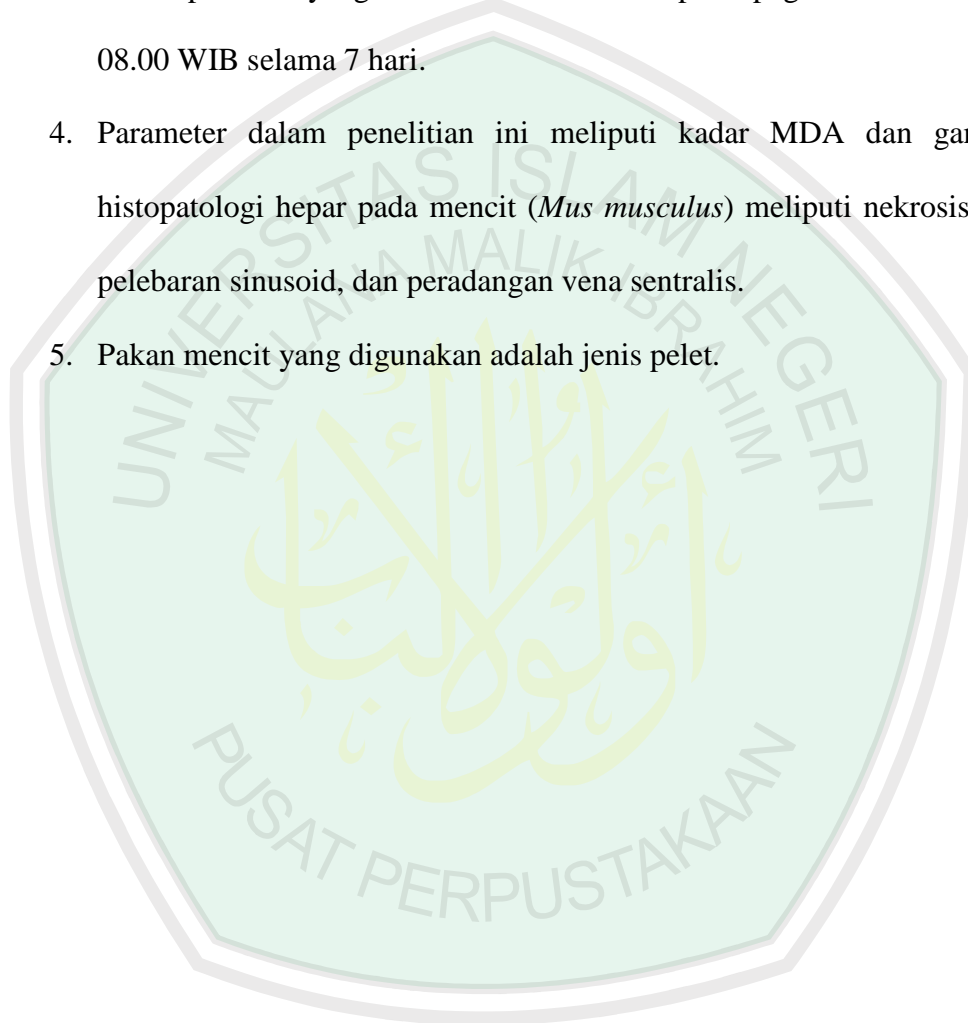 08.00 WIB selama 7 hari.
4. Parameter dalam penelitian ini meliputi kadar MDA dan
histopatologi hepar pada mencit (Mus musculus) meliputi nekrosis
pelebaran sinusoid, dan peradangan vena sentralis.
5. Pakan mencit yang digunakan adalah jenis pelet.
UNIVERSITAS ISLAM NEGERI
MAULANA MALIK IBRAHIM
أولو الألباب
PUSAT PERPUSTAKAAN